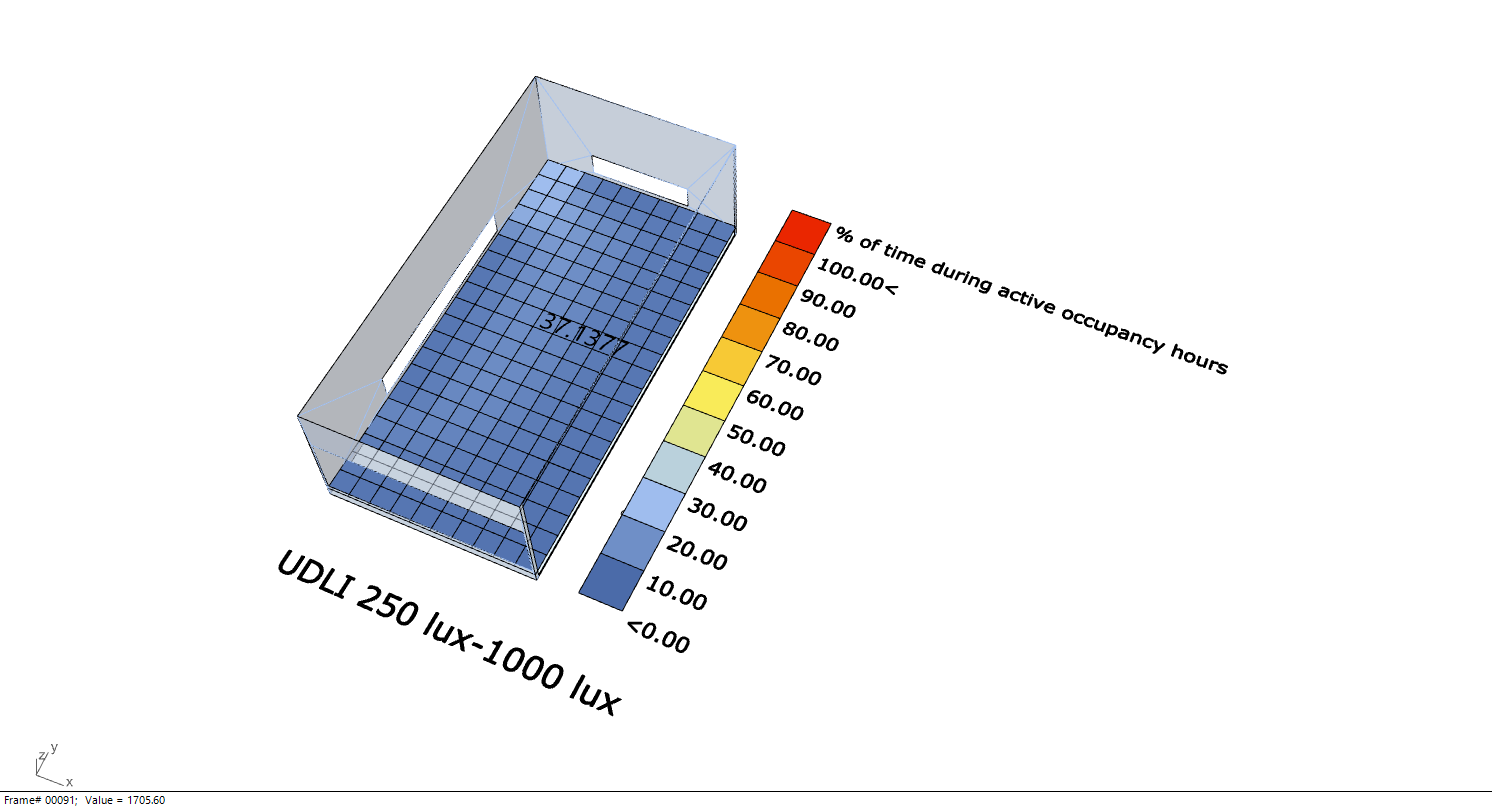 % of time during active occupancy hours
100.00<
90.00
80.00
70.00
60.00
50.00
40.00
30.00
20.00
10.00
<0.00
37.1377
UDLI 250 lux-1000 lux
z y
x
Frame# 00091; Value = 1705.60